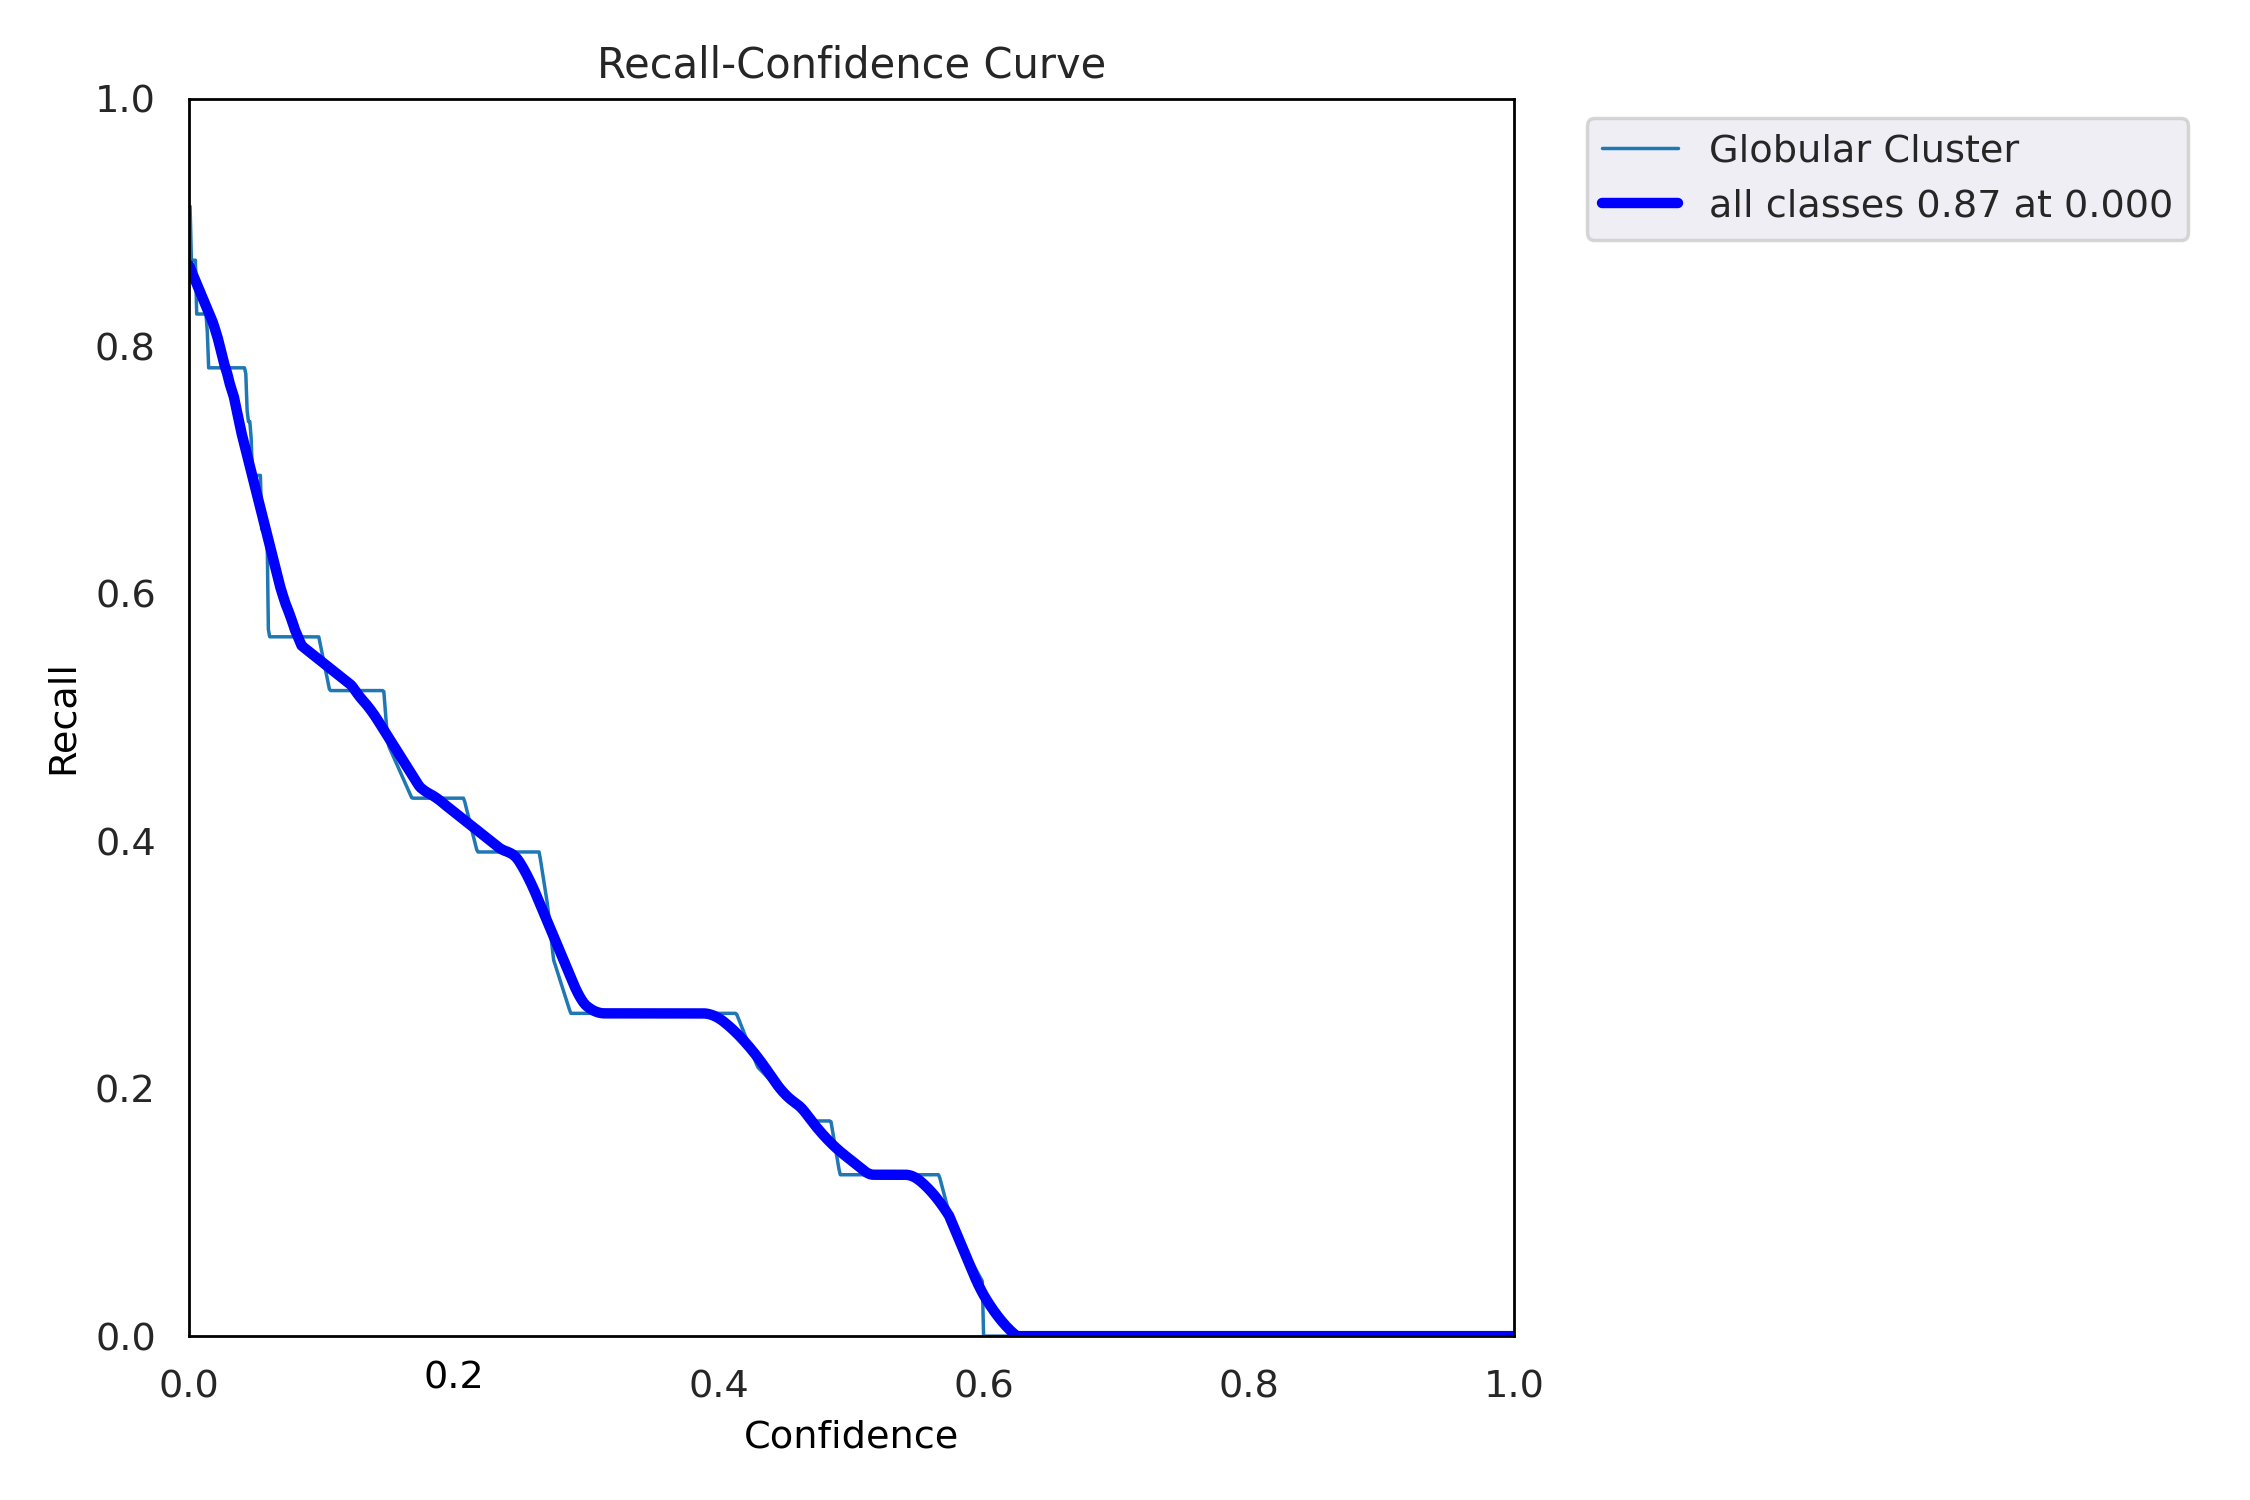 Recall-Confidence Curve
1.0
0.8
0.6
0.4
0.2
0.0
Recall
0.0 0.2 0.4 0.6 0.8 1.0
Confidence
Globular Cluster
all classes 0.87 at 0.000